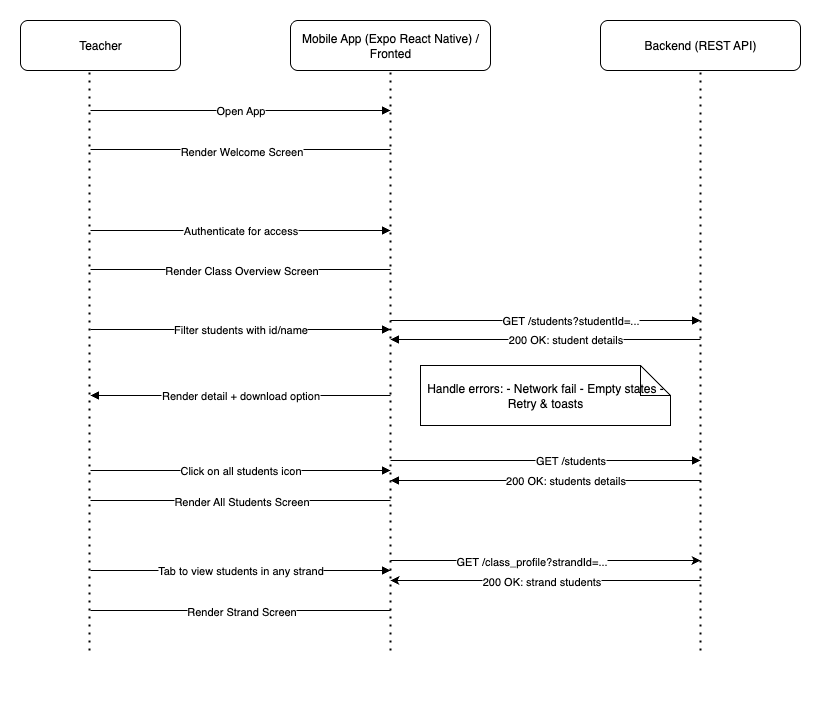 Teacher
Mobile App (Expo React Native) /
Fronted
Backend (REST API)
Open App
Render Welcome Screen
Authenticate for access
Render Class Overview Screen
GET /students?studentId=...
Filter students with id/name
200 OK: student details
Handle errors: - Network fail - Empty states -
Retry & toasts
Render detail + download option
GET /students
Click on all students icon
200 OK: students details
Render All Students Screen
GET /class_profile?strandId=...
Tab to view students in any strand
200 OK: strand students
Render Strand Screen